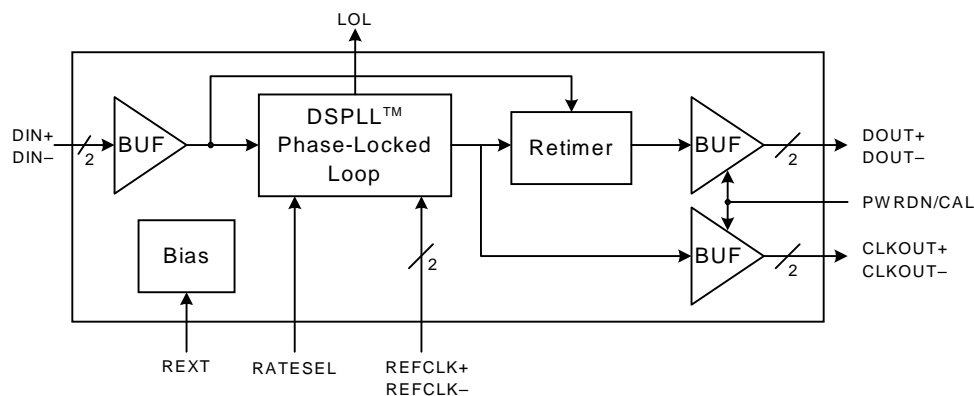 LOL
DIN+
DIN–
2
BUF
DSPLL™
Phase-Locked
Loop
Retimer
BUF
2
DOUT+
DOUT–
PWRDN/CAL
Bias
2
BUF
2
CLKOUT+
CLKOUT–
REXT
RATESEL
REFCLK+
REFCLK–